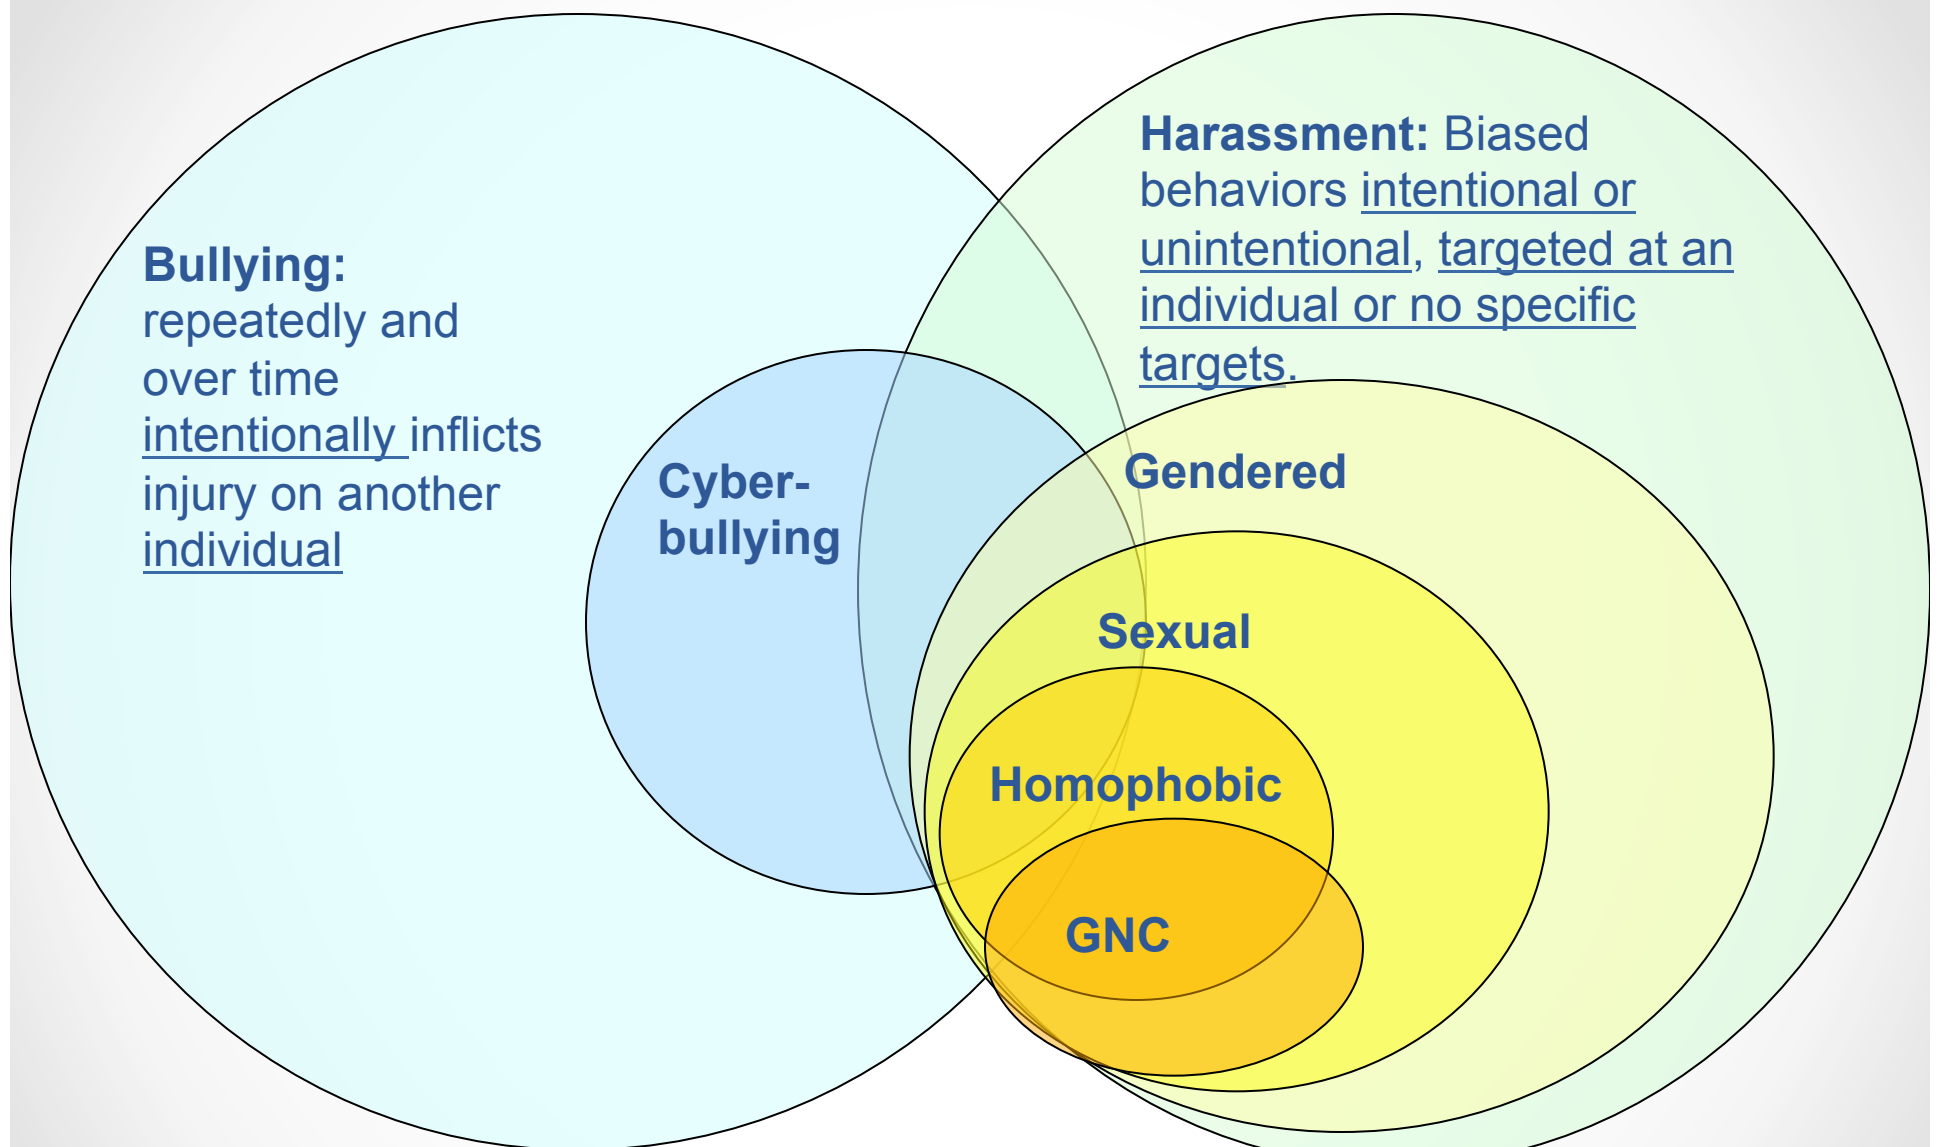 Bullying:
repeatedly and
over time
intentionally inflicts
injury on another
individual
Harassment: Biased
behaviors intentional or
unintentional, targeted at an
individual or no specific
targets.
Cyber-
bullying
Gendered
Sexual
Homophobic
GNC